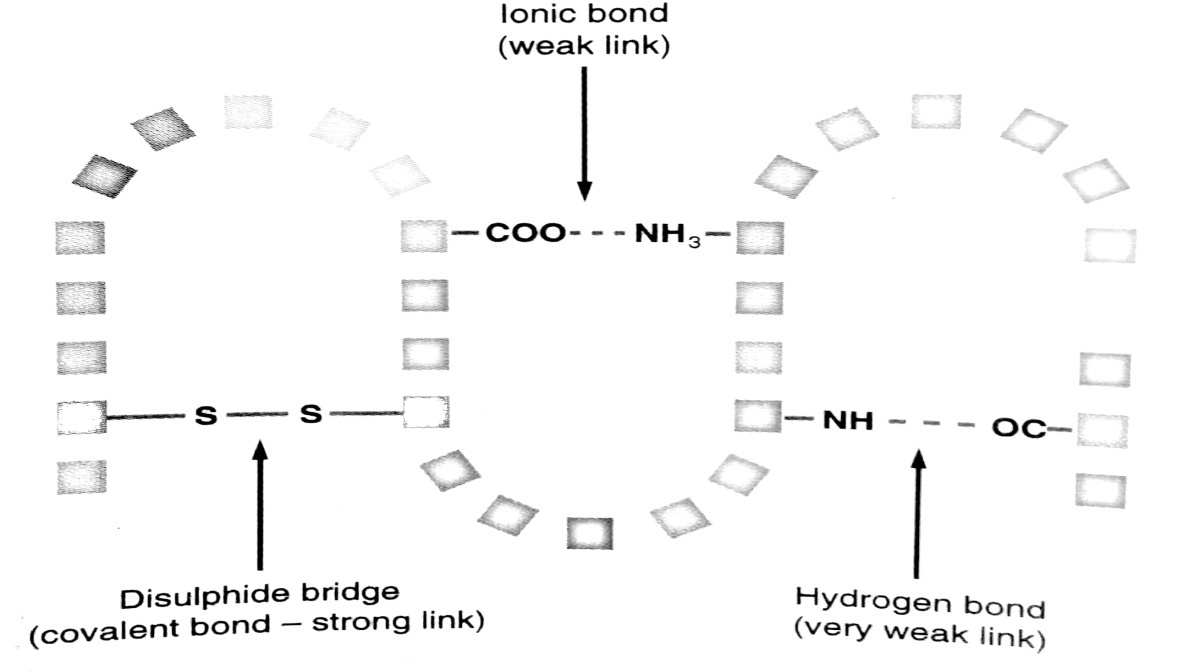 Ionic bond
(weak link)
COO- - - NH₃
S — S
NH - - - - OC
Disulphide bridge
(covalent bond – strong link)
Hydrogen bond
(very weak link)